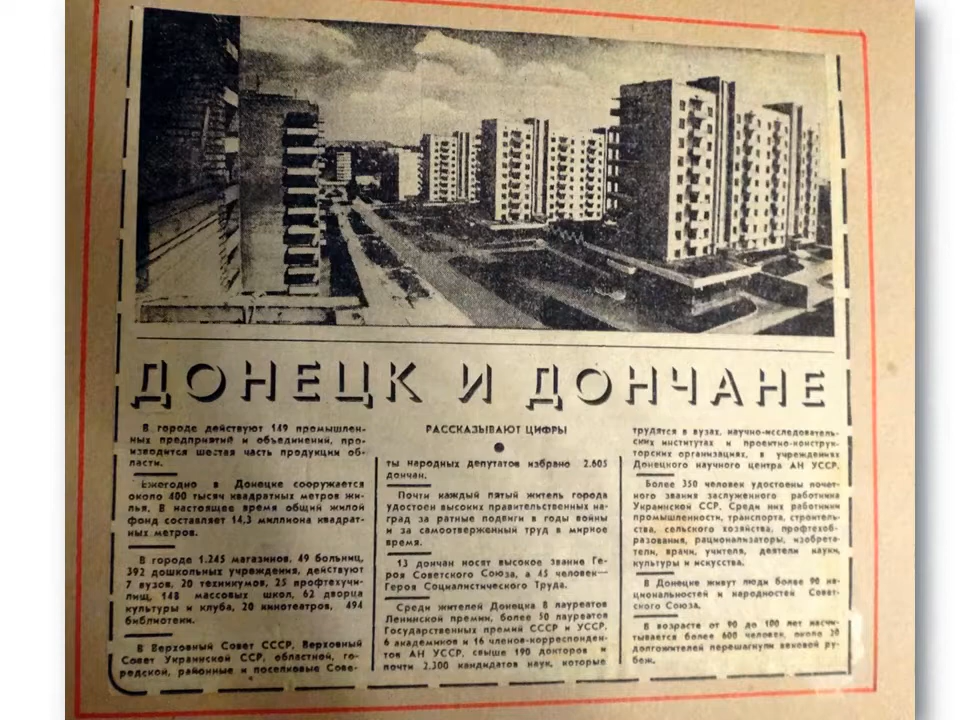 ДОНЕЦК И ДОНЧАНЕ
РАССКАЗЫВАЮТ ЦИФРЫ
В городе действуют 149 промышлен-
ных предприятий и объединений, про-
изводится шестая часть продукции об-
ласти.
Ежегодно в Донецке сооружается
около 400 тысяч квадратных метров жи-
лья. В настоящее время общий жилой
фонд составляет 14,3 миллиона квадрат-
ных метров.
В городе 1.245 магазинов, 49 больниц,
392 дошкольных учреждения, действуют
7 вузов, 20 техникумов, 25 профтехучи-
лищ, 148 массовых школ, 62 дворца
культуры и клуба, 20 кинотеатров, 494
библиотеки.
В Верховный Совет СССР, Верховный
Совет Украинской ССР, областной, го-
родской, районные и поселковые Сове-
ты народных депутатов избрано 2.605
дончан.
Почти каждый пятый житель города
удостоен высоких правительственных на-
град за ратные подвиги в годы войны
и за самоотверженный труд в мирное
время.
13 дончан носят высокое звание Ге-
роя Советского Союза, а 45 человек—
Героя Социалистического Труда.
Среди жителей Донецка 8 лауреатов
Ленинской премии, более 50 лауреатов
Государственных премий СССР и УССР,
6 академиков и 16 членов-корреспонден-
тов АН УССР, свыше 190 докторов и
почти 2.300 кандидатов наук, которые
трудятся в вузах, научно-исследователь-
ских институтах и проектно-конструк-
торских организациях, в учреждениях
Донецкого научного центра АН УССР.
Более 350 человек удостоены почет-
ного звания заслуженного работника
Украинской ССР. Среди них работники
промышленности, транспорта, строитель-
ства, сельского хозяйства, профтехоб-
разования, рационализаторы, изобрета-
тели, врачи, учителя, деятели науки,
культуры и искусства.
В Донецке живут люди более 90 на-
циональностей и народностей Совет-
ского Союза.
В возрасте от 90 до 100 лет насчи-
тывается более 600 человек, около 20
долгожителей перешагнули вековой ру-
беж.